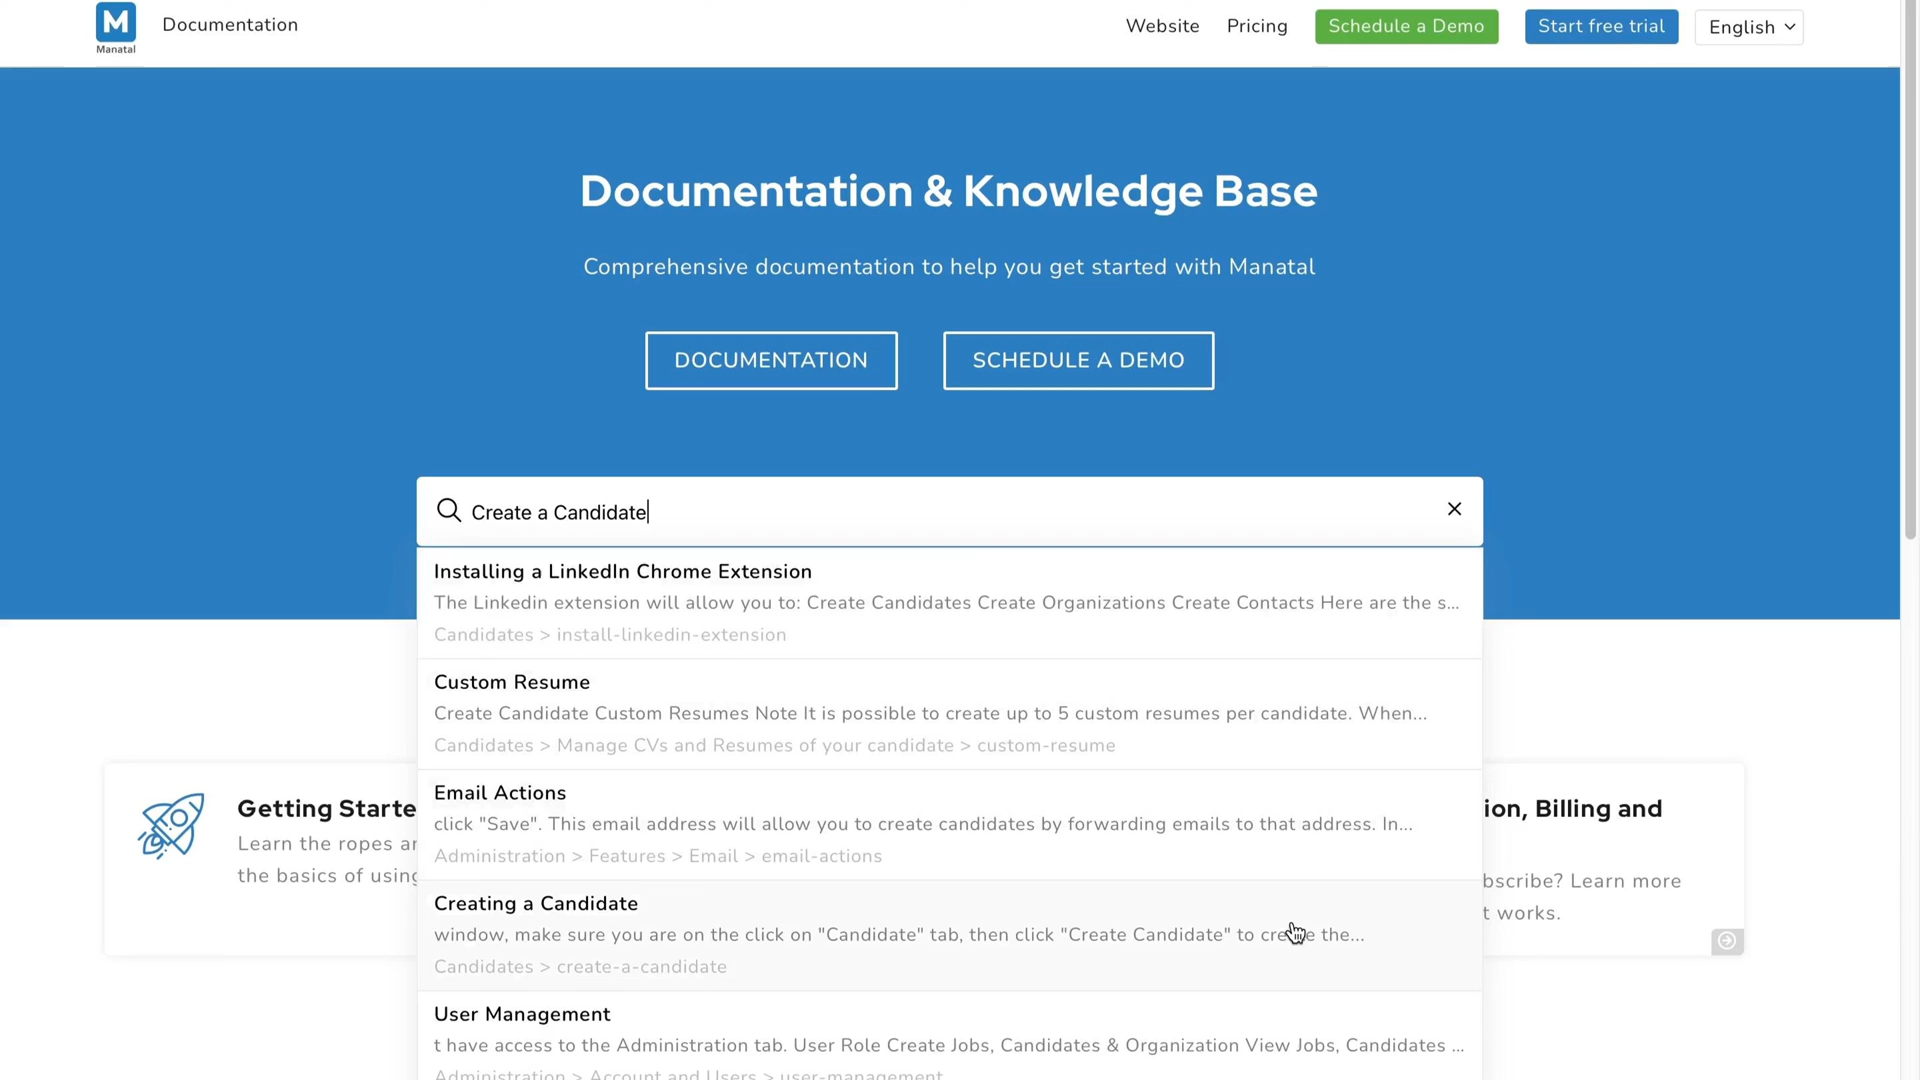 M
Manatal
Documentation
Website
Pricing
Schedule a Demo
Start free trial
English
Documentation & Knowledge Base
Comprehensive documentation to help you get started with Manatal
DOCUMENTATION
SCHEDULE A DEMO
Create a Candidate
Installing a LinkedIn Chrome Extension
The Linkedin extension will allow you to: Create Candidates Create Organizations Create Contacts Here are the s...
Candidates > install-linkedin-extension
Custom Resume
Create Candidate Custom Resumes Note It is possible to create up to 5 custom resumes per candidate. When...
Candidates > Manage CVs and Resumes of your candidate > custom-resume
Email Actions
click "Save". This email address will allow you to create candidates by forwarding emails to that address. In...
Administration > Features > Email > email-actions
Creating a Candidate
window, make sure you are on the click on "Candidate" tab, then click "Create Candidate" to create the...
Candidates > create-a-candidate
User Management
t have access to the Administration tab. User Role Create Jobs, Candidates & Organization View Jobs, Candidates ...
Administration > Account and Users > user-management
Getting Starte
Learn the ropes ar
the basics of using
ion, Billing and
bscribe? Learn more
t works.